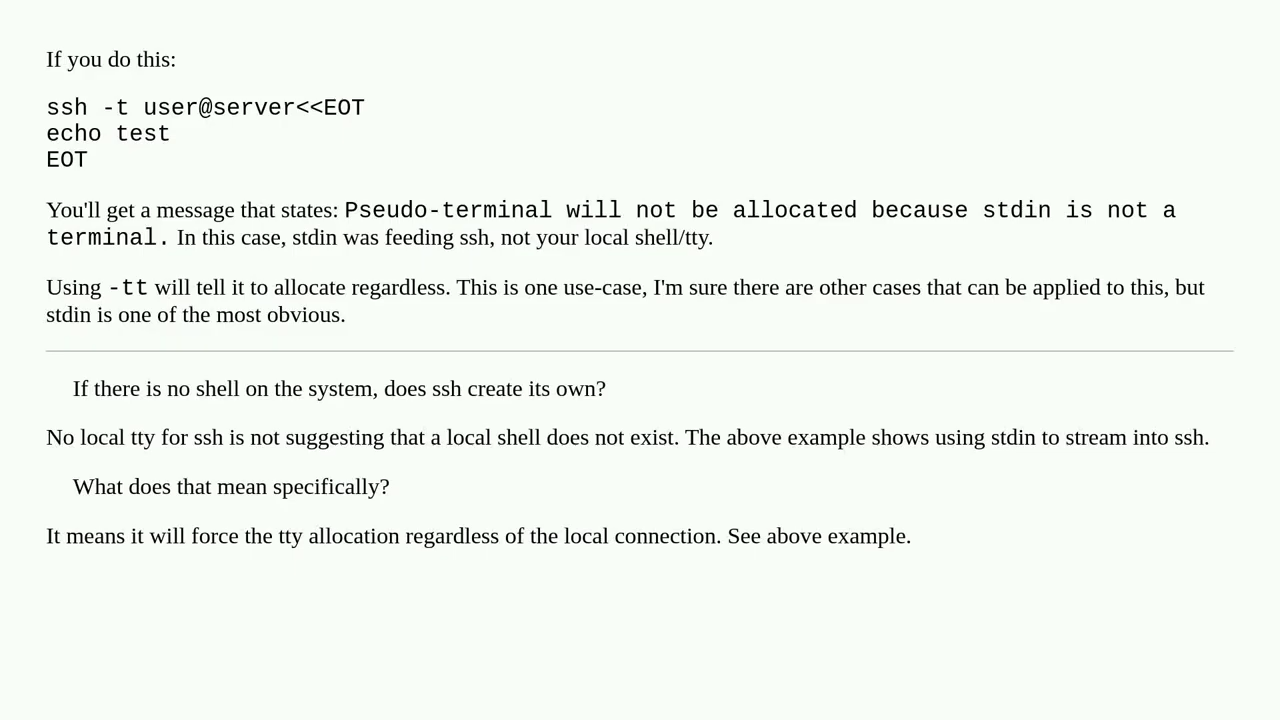 If you do this:
ssh -t user@server<<EOT
echo test
EOT
You'll get a message that states: Pseudo-terminal will not be allocated because stdin is not a
terminal. In this case, stdin was feeding ssh, not your local shell/tty.
Using -tt will tell it to allocate regardless. This is one use-case, I'm sure there are other cases that can be applied to this, but
stdin is one of the most obvious.
If there is no shell on the system, does ssh create its own?
No local tty for ssh is not suggesting that a local shell does not exist. The above example shows using stdin to stream into ssh.
What does that mean specifically?
It means it will force the tty allocation regardless of the local connection. See above example.